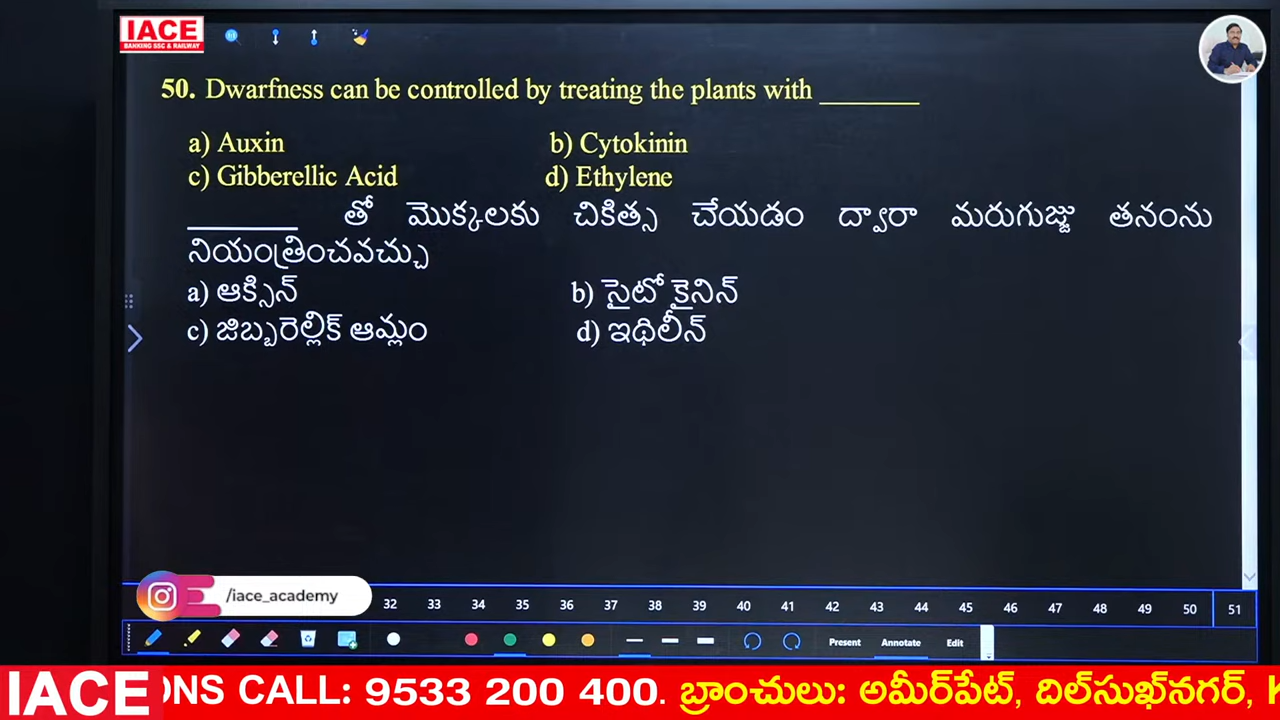 IACE
BANKING SSC & RAILWAY
50. Dwarfness can be controlled by treating the plants with ________
a) Auxin b) Cytokinin
c) Gibberellic Acid d) Ethylene
________ తో మొక్కలకు చికిత్స చేయడం ద్వారా మరుగుజ్జు తనంను
నియంత్రించవచ్చు
a) ఆక్సిన్ b) సైటో కైనిన్
c) జిబ్బరెల్లిక్ ఆమ్లం d) ఇథిలీన్
/iace_academy 32 33 34 35 36 37 38 39 40 41 42 43 44 45 46 47 48 49 50 51
Present Annotate Edit
IACE ONS CALL: 9533 200 400. బ్రాంచులు: అమీర్‌పేట్, దిల్‌సుఖ్‌నగర్, K